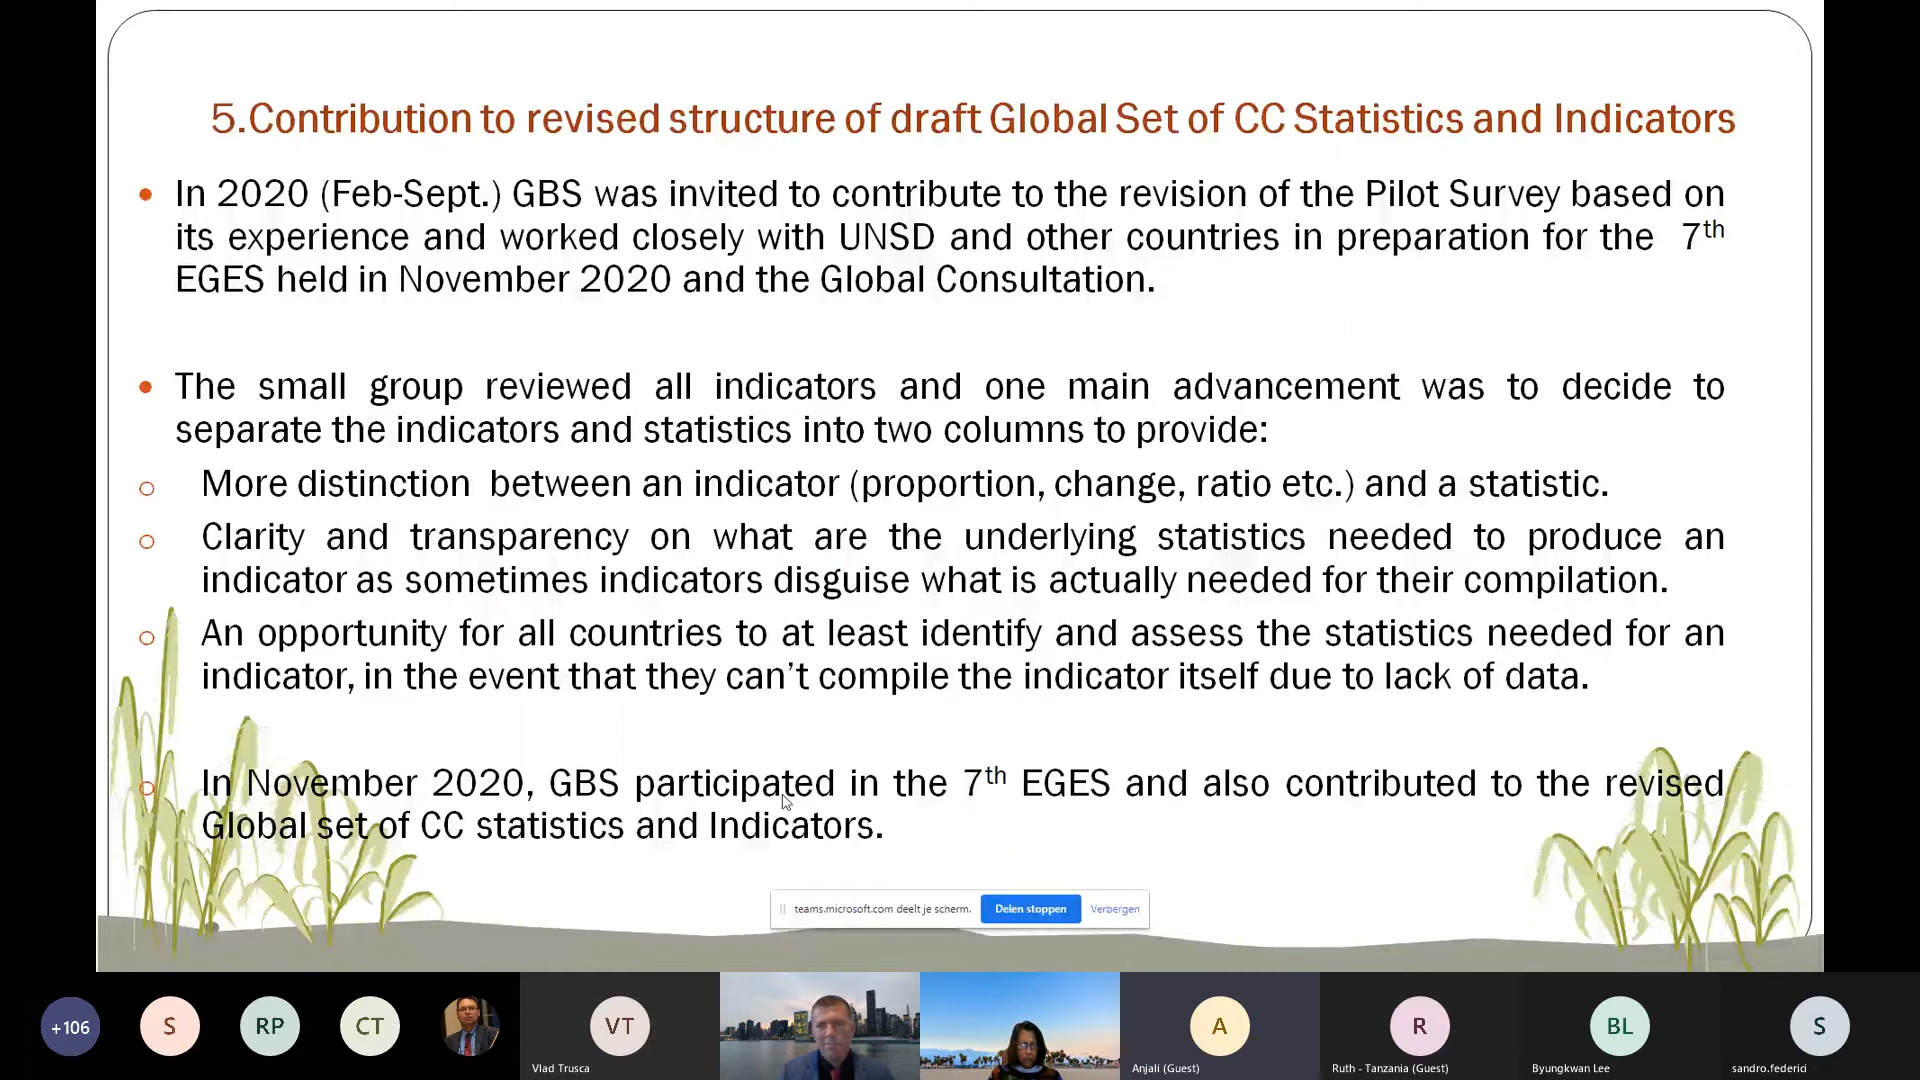 5.Contribution to revised structure of draft Global Set of CC Statistics and Indicators
• In 2020 (Feb-Sept.) GBS was invited to contribute to the revision of the Pilot Survey based on
its experience and worked closely with UNSD and other countries in preparation for the 7th
EGES held in November 2020 and the Global Consultation.
• The small group reviewed all indicators and one main advancement was to decide to
separate the indicators and statistics into two columns to provide:
○ More distinction between an indicator (proportion, change, ratio etc.) and a statistic.
○ Clarity and transparency on what are the underlying statistics needed to produce an
indicator as sometimes indicators disguise what is actually needed for their compilation.
○ An opportunity for all countries to at least identify and assess the statistics needed for an
indicator, in the event that they can't compile the indicator itself due to lack of data.
○ In November 2020, GBS participated in the 7th EGES and also contributed to the revised
Global set of CC statistics and Indicators.
teams.microsoft.com deelt je scherm. Delen stoppen Verbergen
+106 S RP CT VT A R BL S
Vlad Trusca Anjali (Guest) Ruth - Tanzania (Guest) Byungkwan Lee sandro.federici